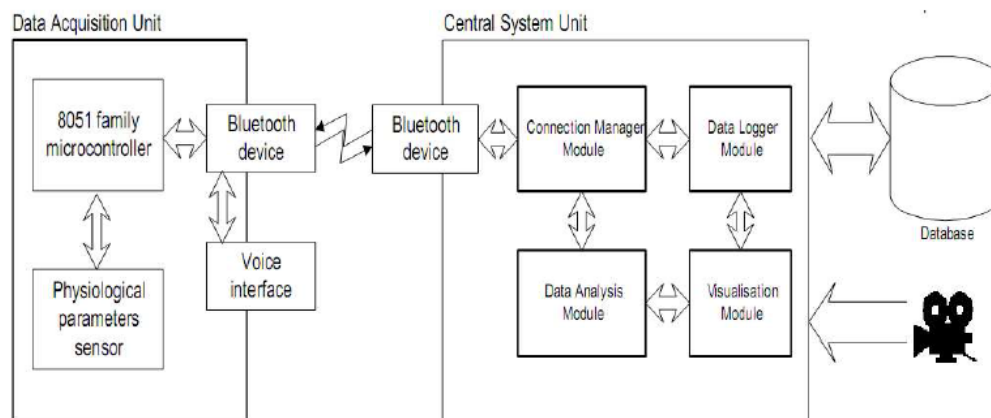 Data Acquisition Unit
Central System Unit
8051 family
microcontroller
Bluetooth
device
Bluetooth
device
Connection Manager
Module
Data Logger
Module
Database
Physiological
parameters
sensor
Voice
interface
Data Analysis
Module
Visualisation
Module